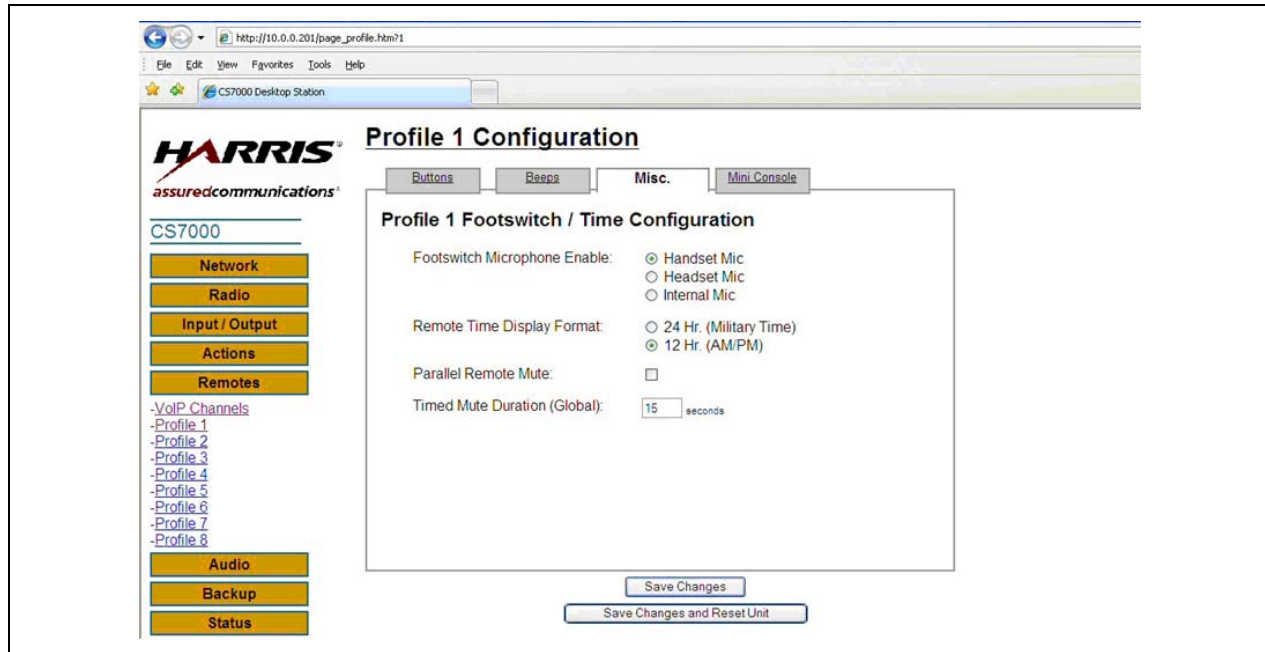 http://10.0.0.201/page_profile.htm?1
File Edit View Favorites Tools Help
CS7000 Desktop Station
HARRIS®
assuredcommunications®
CS7000
Network
Radio
Input / Output
Actions
Remotes
-VoIP Channels
-Profile 1
-Profile 2
-Profile 3
-Profile 4
-Profile 5
-Profile 6
-Profile 7
-Profile 8
Audio
Backup
Status
Profile 1 Configuration
Buttons Beeps Misc. Mini Console
Profile 1 Footswitch / Time Configuration
Footswitch Microphone Enable: Handset Mic
Headset Mic
Internal Mic
Remote Time Display Format: 24 Hr. (Military Time)
12 Hr. (AM/PM)
Parallel Remote Mute:
Timed Mute Duration (Global): 15 seconds
Save Changes
Save Changes and Reset Unit